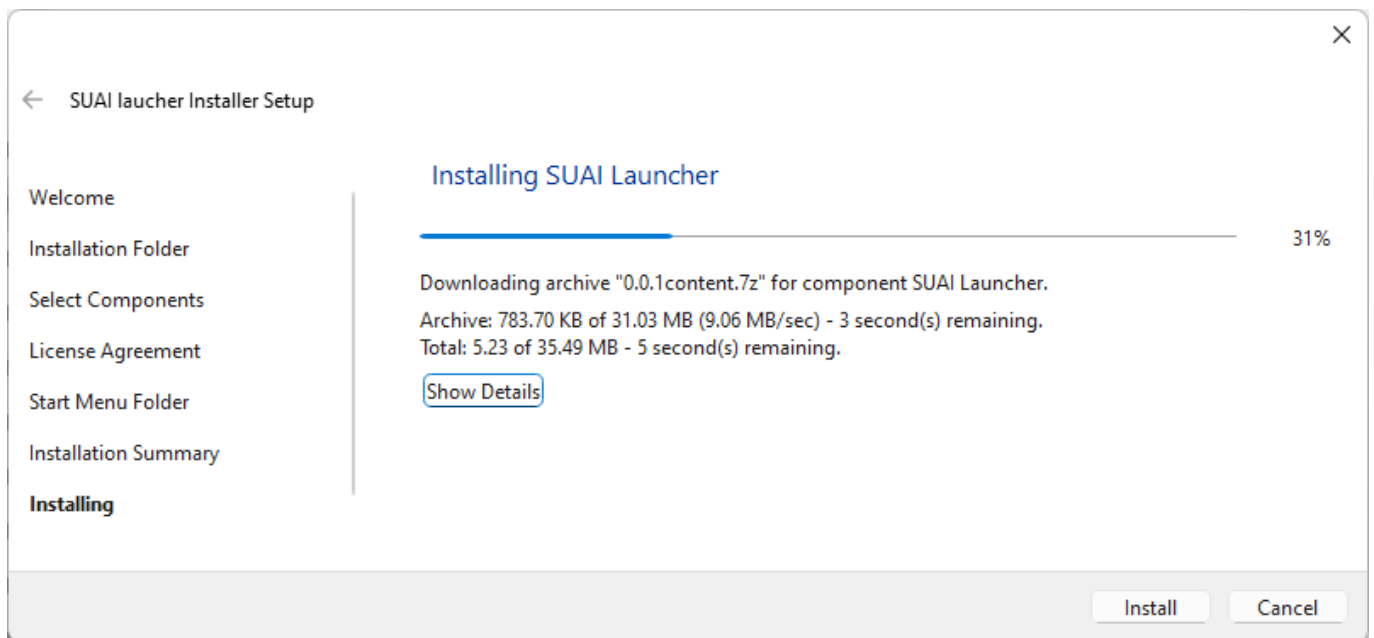 SUAI laucher Installer Setup
Welcome
Installation Folder
Select Components
License Agreement
Start Menu Folder
Installation Summary
Installing
Installing SUAI Launcher
31%
Downloading archive "0.0.1content.7z" for component SUAI Launcher.
Archive: 783.70 KB of 31.03 MB (9.06 MB/sec) - 3 second(s) remaining.
Total: 5.23 of 35.49 MB - 5 second(s) remaining.
Show Details
Install
Cancel